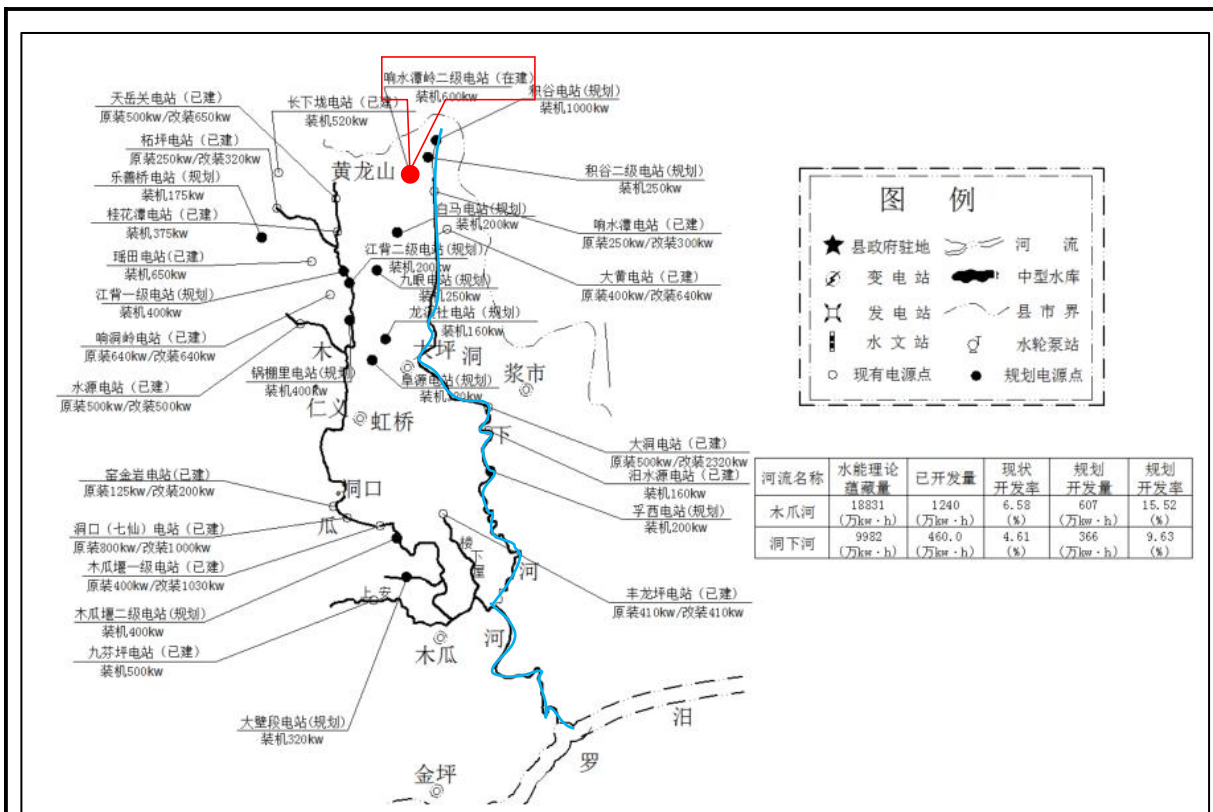 响水潭岭二级电站（在建）
装机600kw
积谷电站(规划)
装机1000kw
天岳关电站（已建）
原装500kw/改装650kw
长下垅电站（已建）
装机520kw
柘坪电站（已建）
原装250kw/改装320kw
黄龙山
乐善桥电站（规划）
装机175kw
积谷二级电站(规划)
装机250kw
桂花潭电站（已建）
装机375kw
白马电站(规划)
装机200kw
响水潭电站（已建）
原装250kw/改装300kw
瑶田电站（已建）
装机650kw
江背二级电站(规划)
装机200kw
九眼电站(规划)
装机250kw
大黄电站（已建）
原装400kw/改装640kw
江背一级电站(规划)
装机400kw
电站（规划）
装机160kw
响洞岭电站（已建）
原装640kw/改装640kw
木
大坪
洞
浆市
锅棚里电站(规划)
装机400kw
阜源电站(规划)
水源电站（已建）
原装500kw/改装500kw
仁义
虹桥
下
大洞电站（已建）
原装500kw/改装2320kw
汨水源电站（已建）
装机160kw
窑金岩电站(已建)
原装125kw/改装200kw
洞口
孚西电站(规划)
装机200kw
瓜
洞口（七仙）电站（已建）
原装800kw/改装1000kw
楼下屋
木瓜堰一级电站（已建）
原装400kw/改装1030kw
河
上安
丰龙坪电站（已建）
原装410kw/改装410kw
木瓜堰二级电站(规划)
装机400kw
木瓜
河
九芬坪电站（已建）
装机500kw
大壁段电站(规划)
装机320kw
汨
罗
金坪
图 例
县政府驻地 河 流
变 电 站 中型水库
发 电 站 县 市 界
水 文 站 水轮泵站
现有电源点 规划电源点
河流名称 水能理论蕴藏量 已开发量 现状开发率 规划开发量 规划开发率
木爪河 18831(万kw·h) 1240(万kw·h) 6.58(%) 607(万kw·h) 15.52(%)
洞下河 9982(万kw·h) 460.0(万kw·h) 4.61(%) 366(万kw·h) 9.63(%)